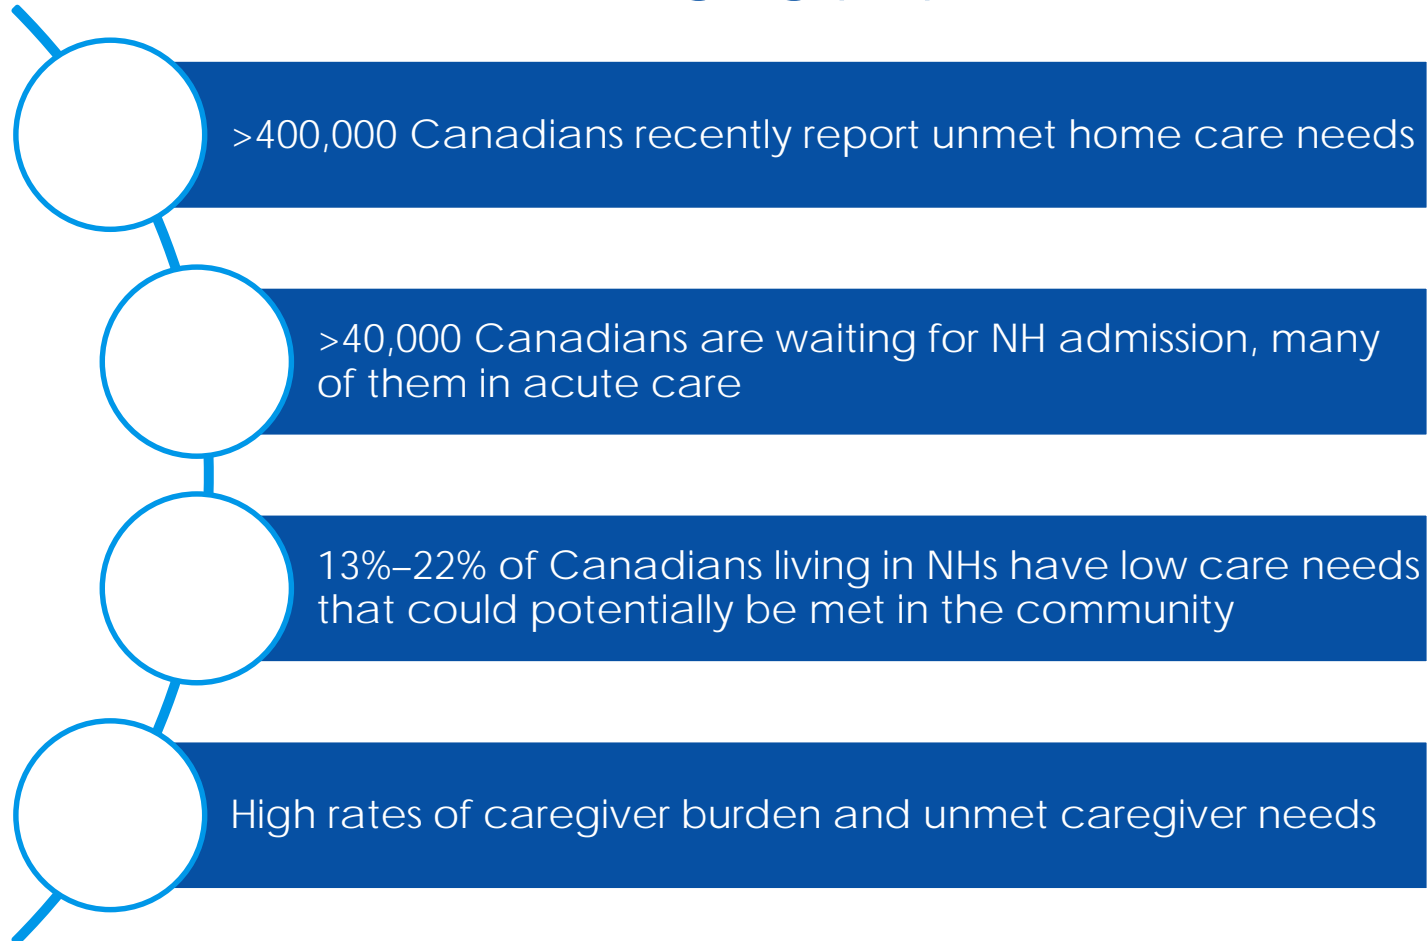 >400,000 Canadians recently report unmet home care needs
>40,000 Canadians are waiting for NH admission, many
of them in acute care
13%–22% of Canadians living in NHs have low care needs
that could potentially be met in the community
High rates of caregiver burden and unmet caregiver needs